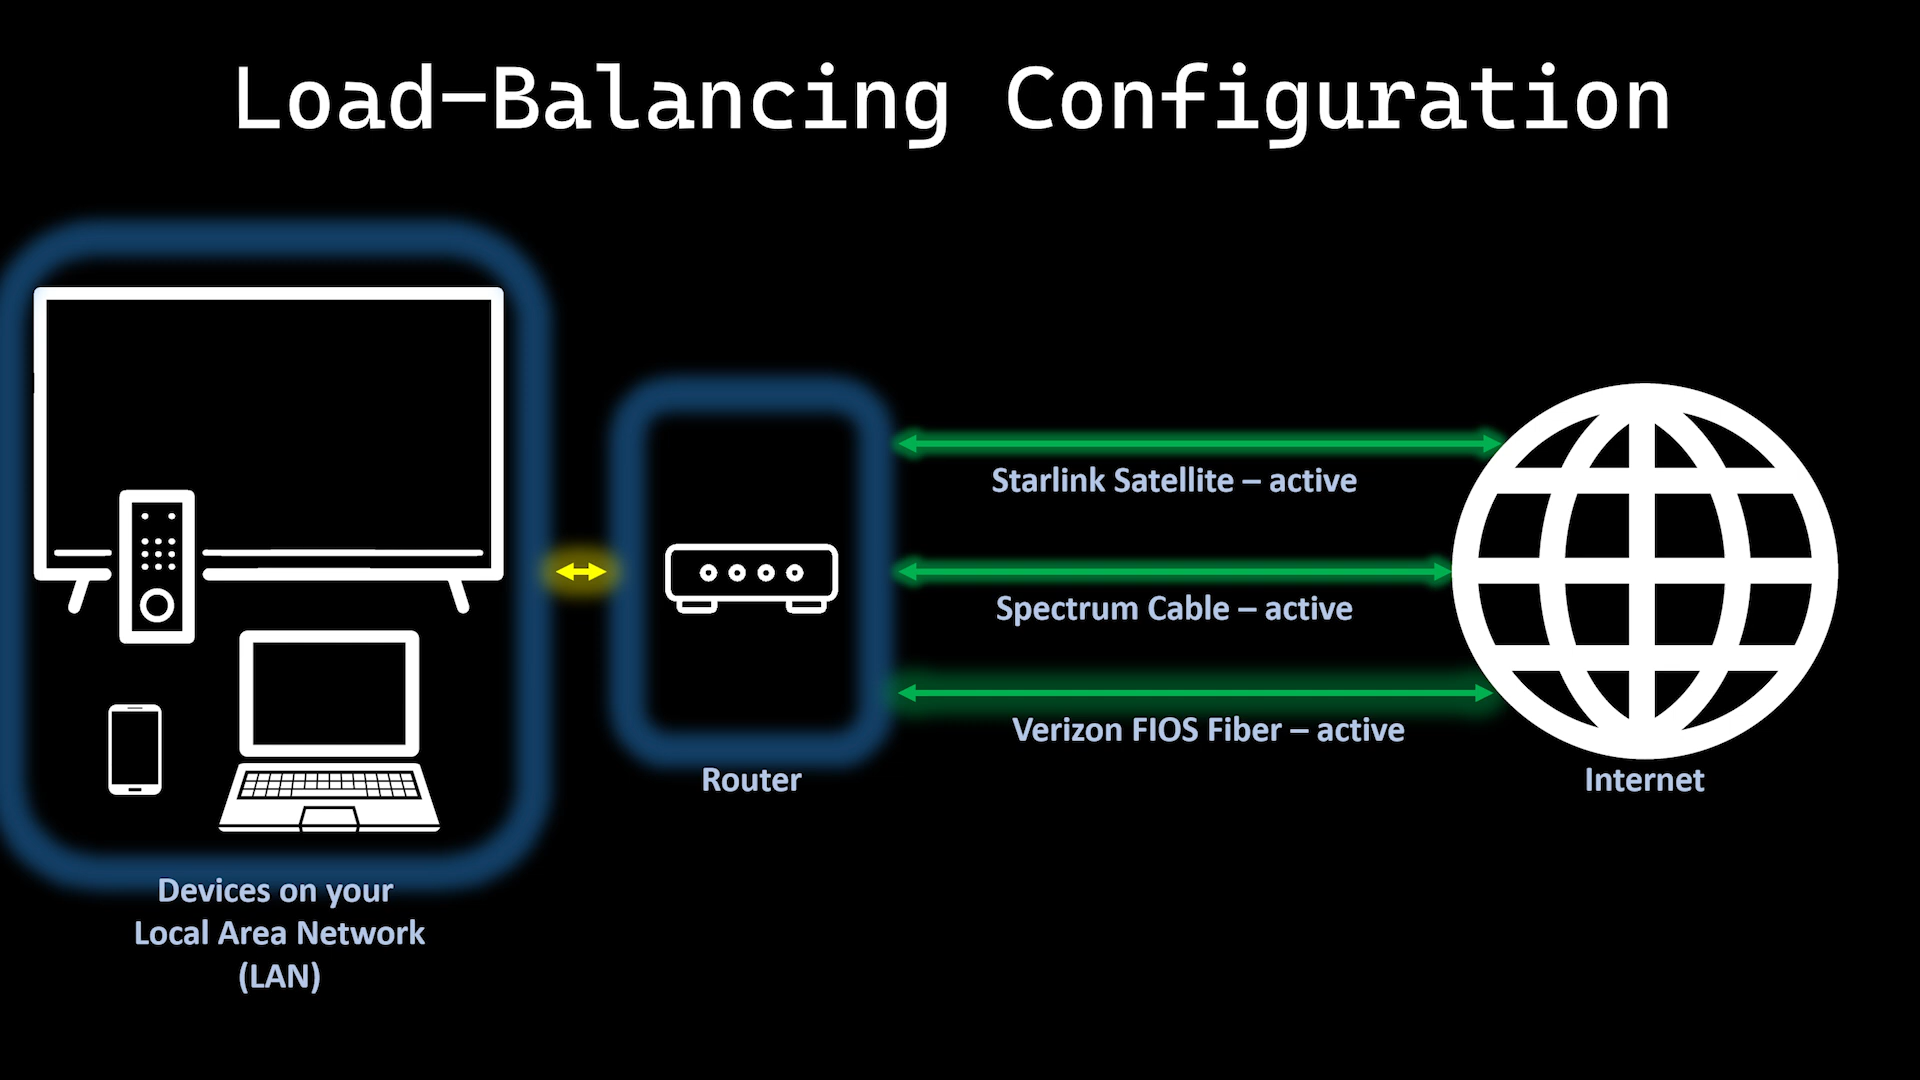 Load-Balancing Configuration
Starlink Satellite – active
Spectrum Cable – active
Verizon FIOS Fiber – active
Router
Internet
Devices on your
Local Area Network
(LAN)